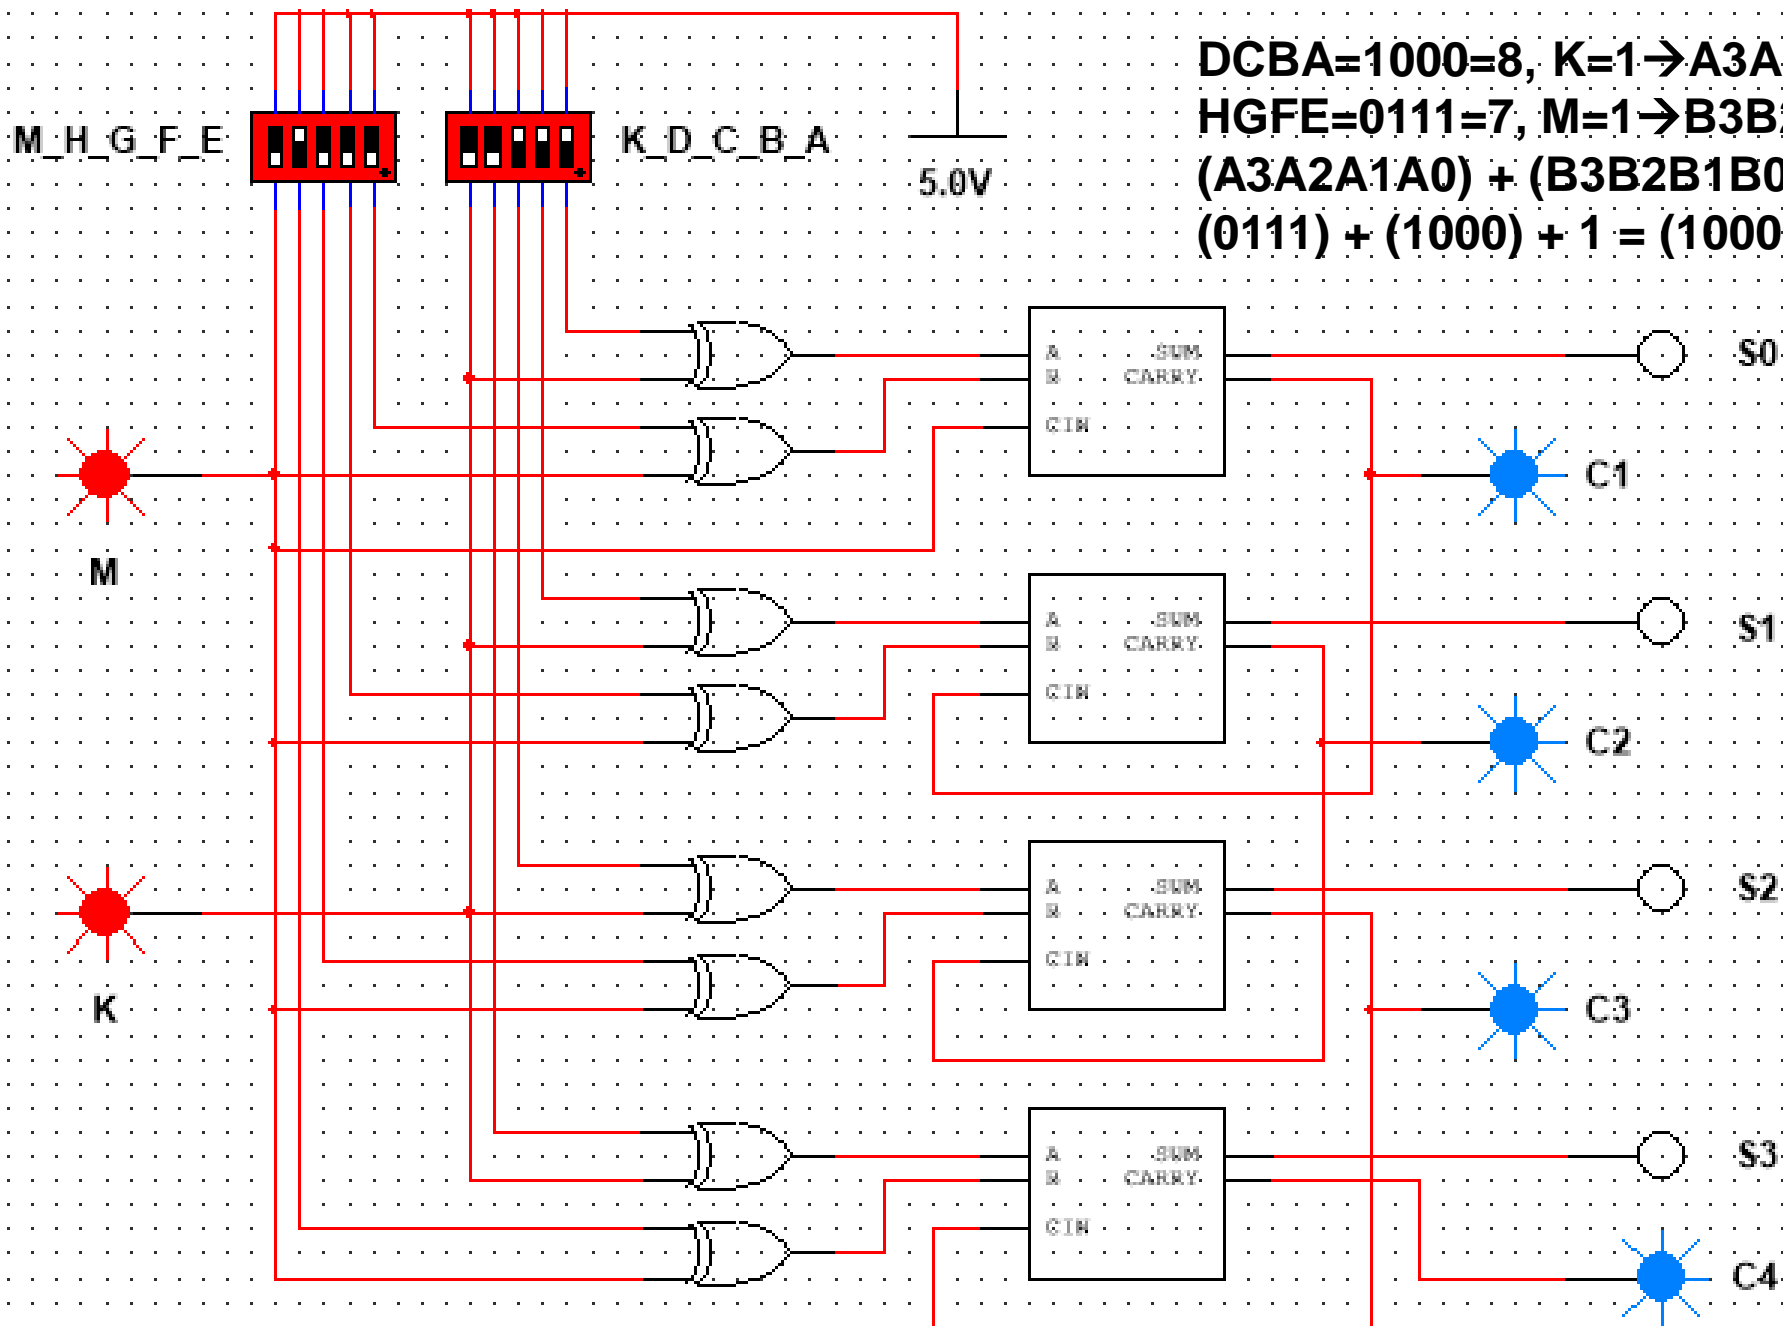 DCBA=1000=8, K=1→A3A
HGFE=0111=7, M=1→B3B
(A3A2A1A0) + (B3B2B1B0
(0111) + (1000) + 1 = (1000
M_H_G_F_E
K_D_C_B_A
5.0V
A SUM
B CARRY
CIN
S0
C1
M
A SUM
B CARRY
CIN
S1
C2
A SUM
B CARRY
CIN
S2
K
C3
A SUM
B CARRY
CIN
S3
C4